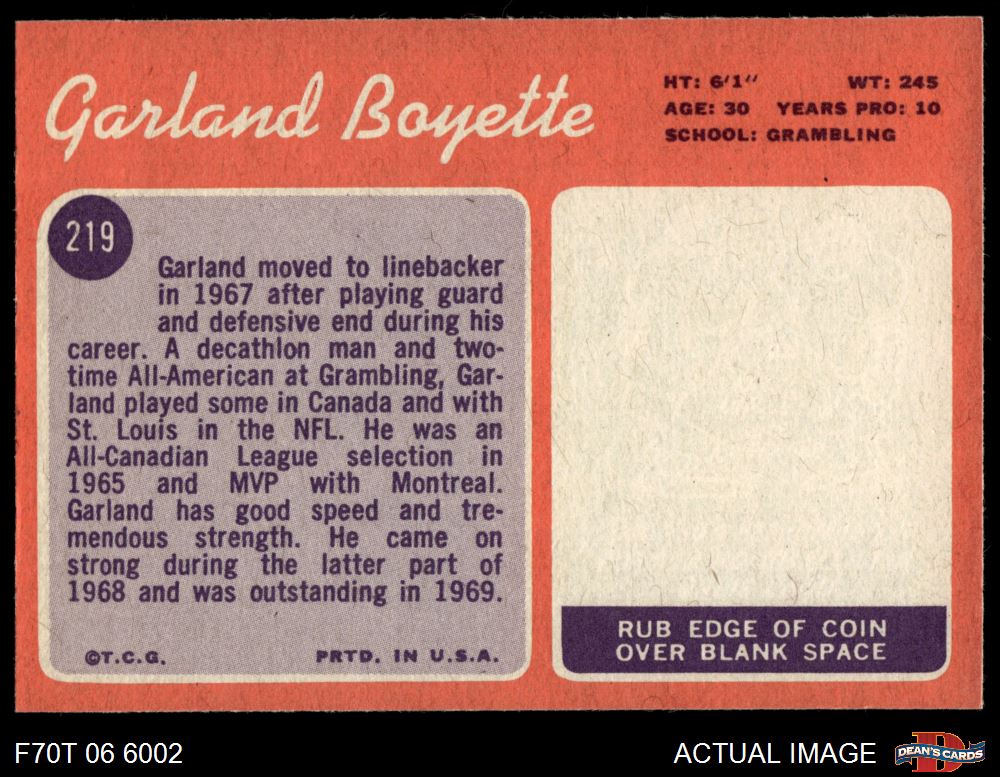 Garland Boyette
HT: 6'1" WT: 245
AGE: 30 YEARS PRO: 10
SCHOOL: GRAMBLING
219
Garland moved to linebacker
in 1967 after playing guard
and defensive end during his
career. A decathlon man and two-
time All-American at Grambling, Gar-
land played some in Canada and with
St. Louis in the NFL. He was an
All-Canadian League selection in
1965 and MVP with Montreal.
Garland has good speed and tre-
mendous strength. He came on
strong during the latter part of
1968 and was outstanding in 1969.
©T.C.G. PRTD. IN U.S.A.
RUB EDGE OF COIN
OVER BLANK SPACE
F70T 06 6002
ACTUAL IMAGE
D
DEAN'S CARDS